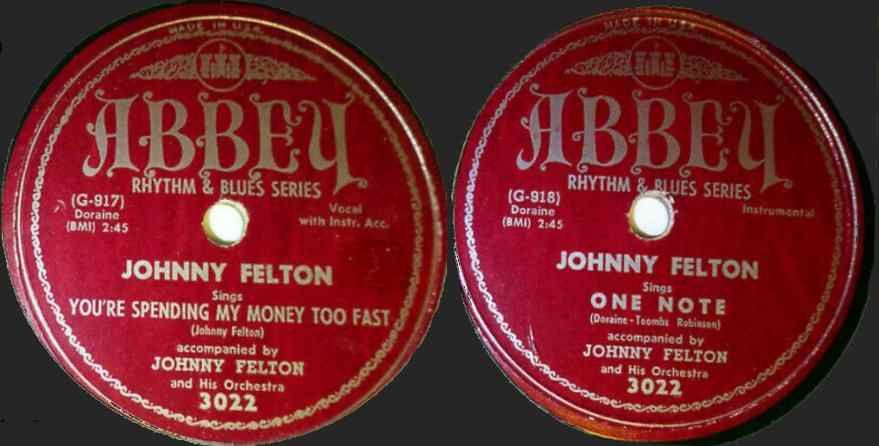 MADE IN U.S.A.
ABBEY
RHYTHM & BLUES SERIES
(G-917)
Doraine
(BMI) 2:45
Vocal
with Instr. Acc.
JOHNNY FELTON
Sings
YOU'RE SPENDING MY MONEY TOO FAST
(Johnny Felton)
accompanied by
JOHNNY FELTON
and His Orchestra
3022
MADE IN U.S.A.
ABBEY
RHYTHM & BLUES SERIES
(G-918)
Doraine
(BMI) 2:45
Instrumental
JOHNNY FELTON
Sings
ONE NOTE
(Doraine-Toombs Robinson)
accompanied by
JOHNNY FELTON
and His Orchestra
3022